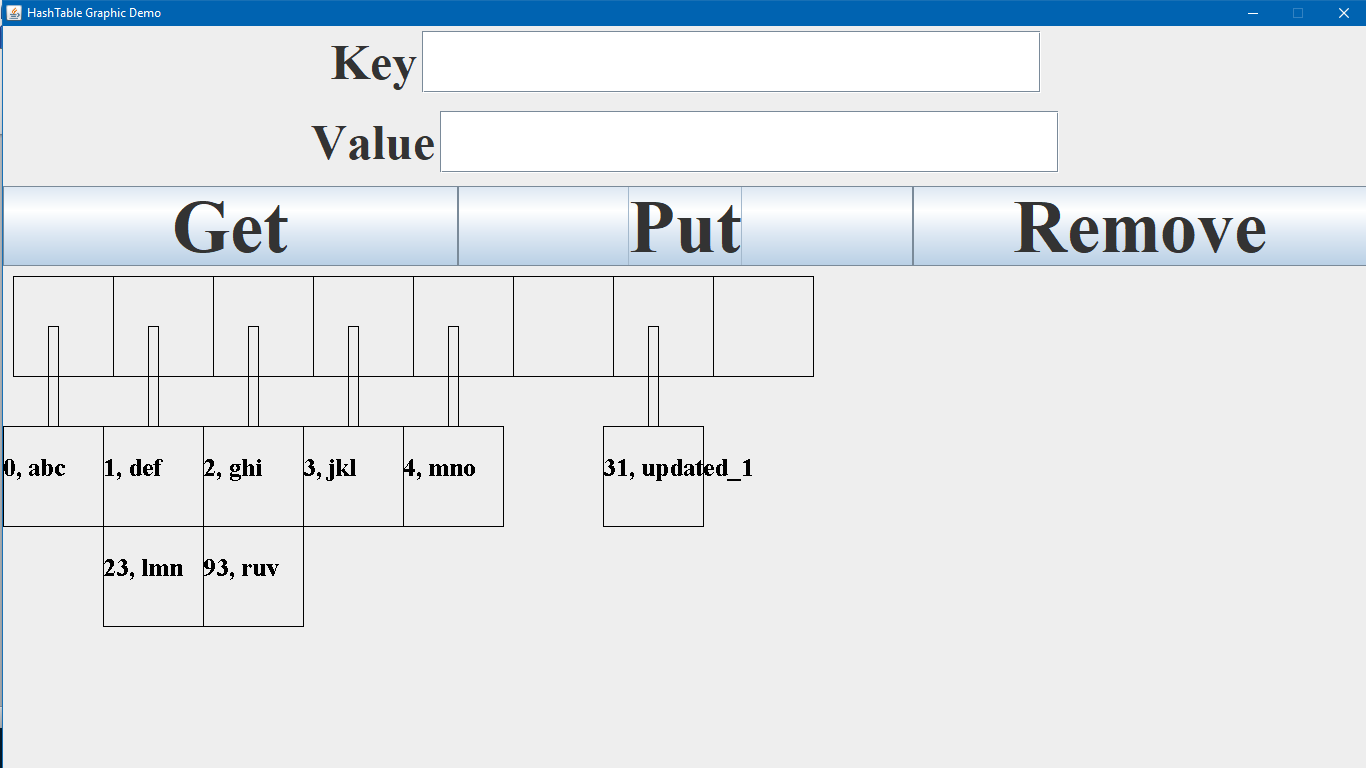 HashTable Graphic Demo
Key
Value
Get Put Remove
0, abc 1, def 2, ghi 3, jkl 4, mno 31, updated_1
23, lmn 93, ruv